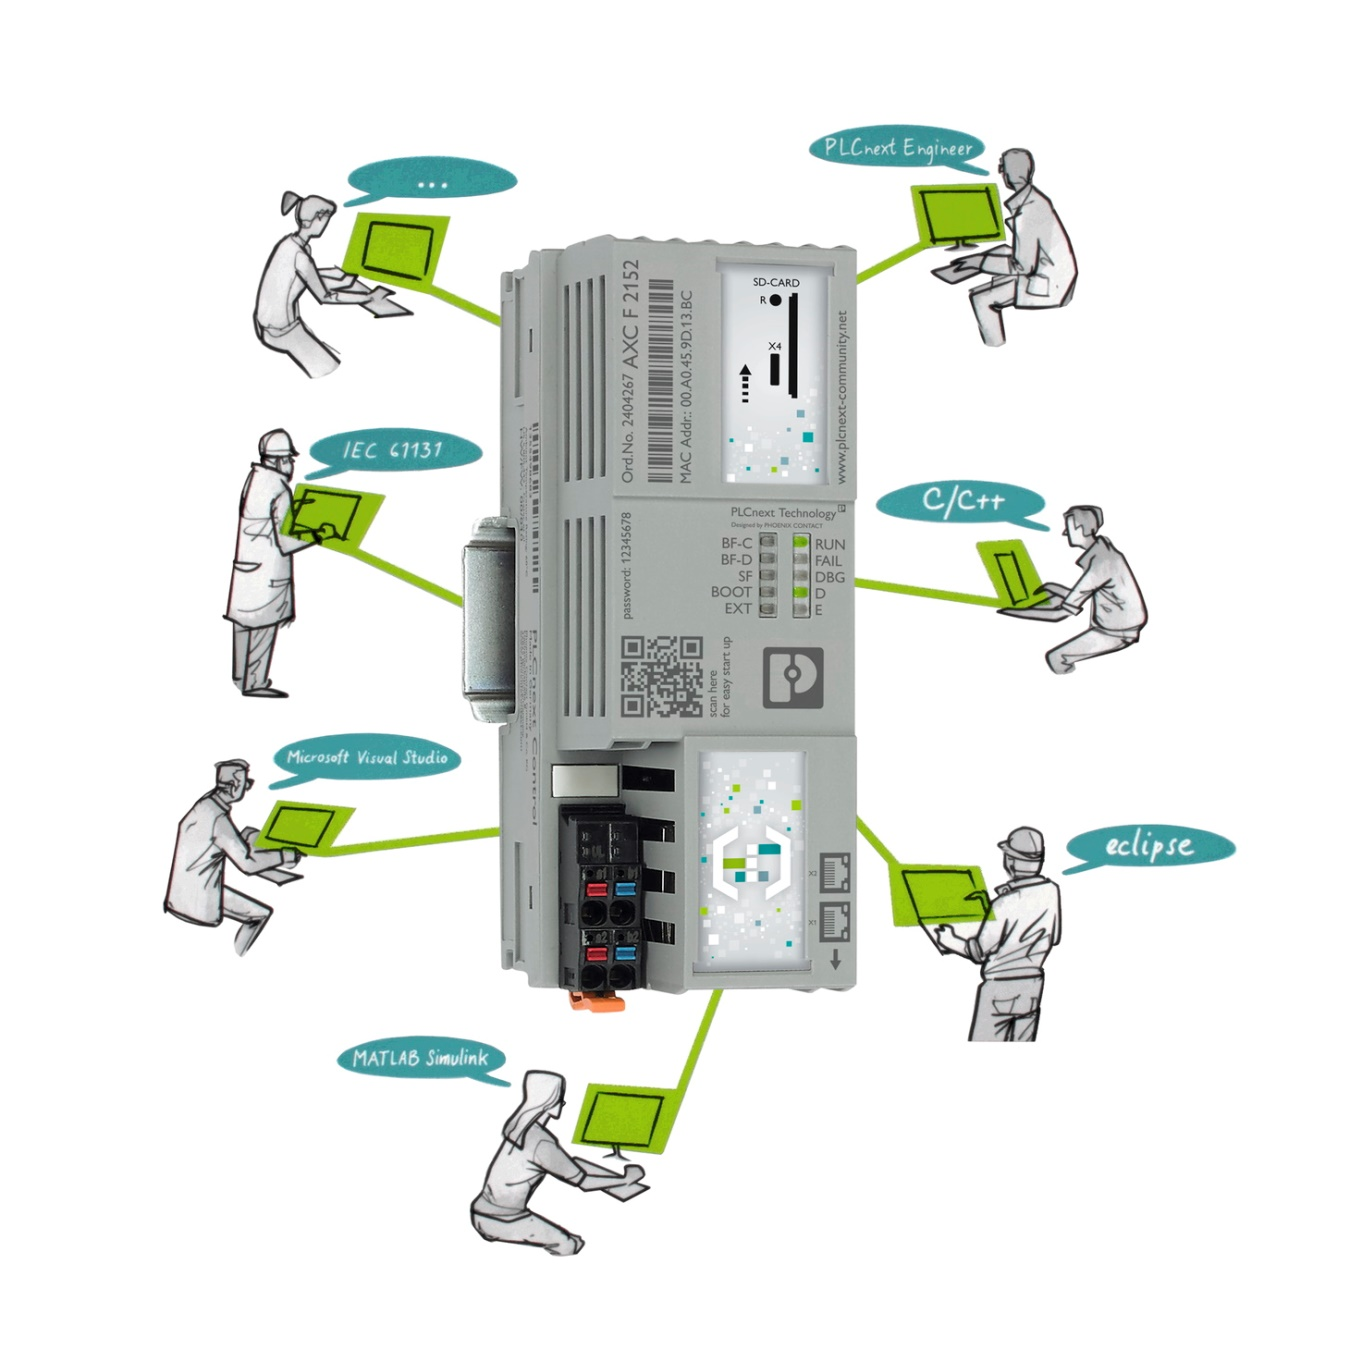 ...
PLCnext Engineer
IEC 61131
C/C++
Microsoft Visual Studio
eclipse
MATLAB Simulink
Ord.No. 2404267 AXC F 2152
MAC Addr.: 00.A0.45.9D.13.BC
SD-CARD
R
X4
www.plcnext-community.net
PLCnext Technology
Designed by PHOENIX CONTACT
password: 12345678
BF-C RUN
BF-D FAIL
SF DBG
BOOT D
EXT E
scan here
for easy start up
PLCnext Control
X2
X1